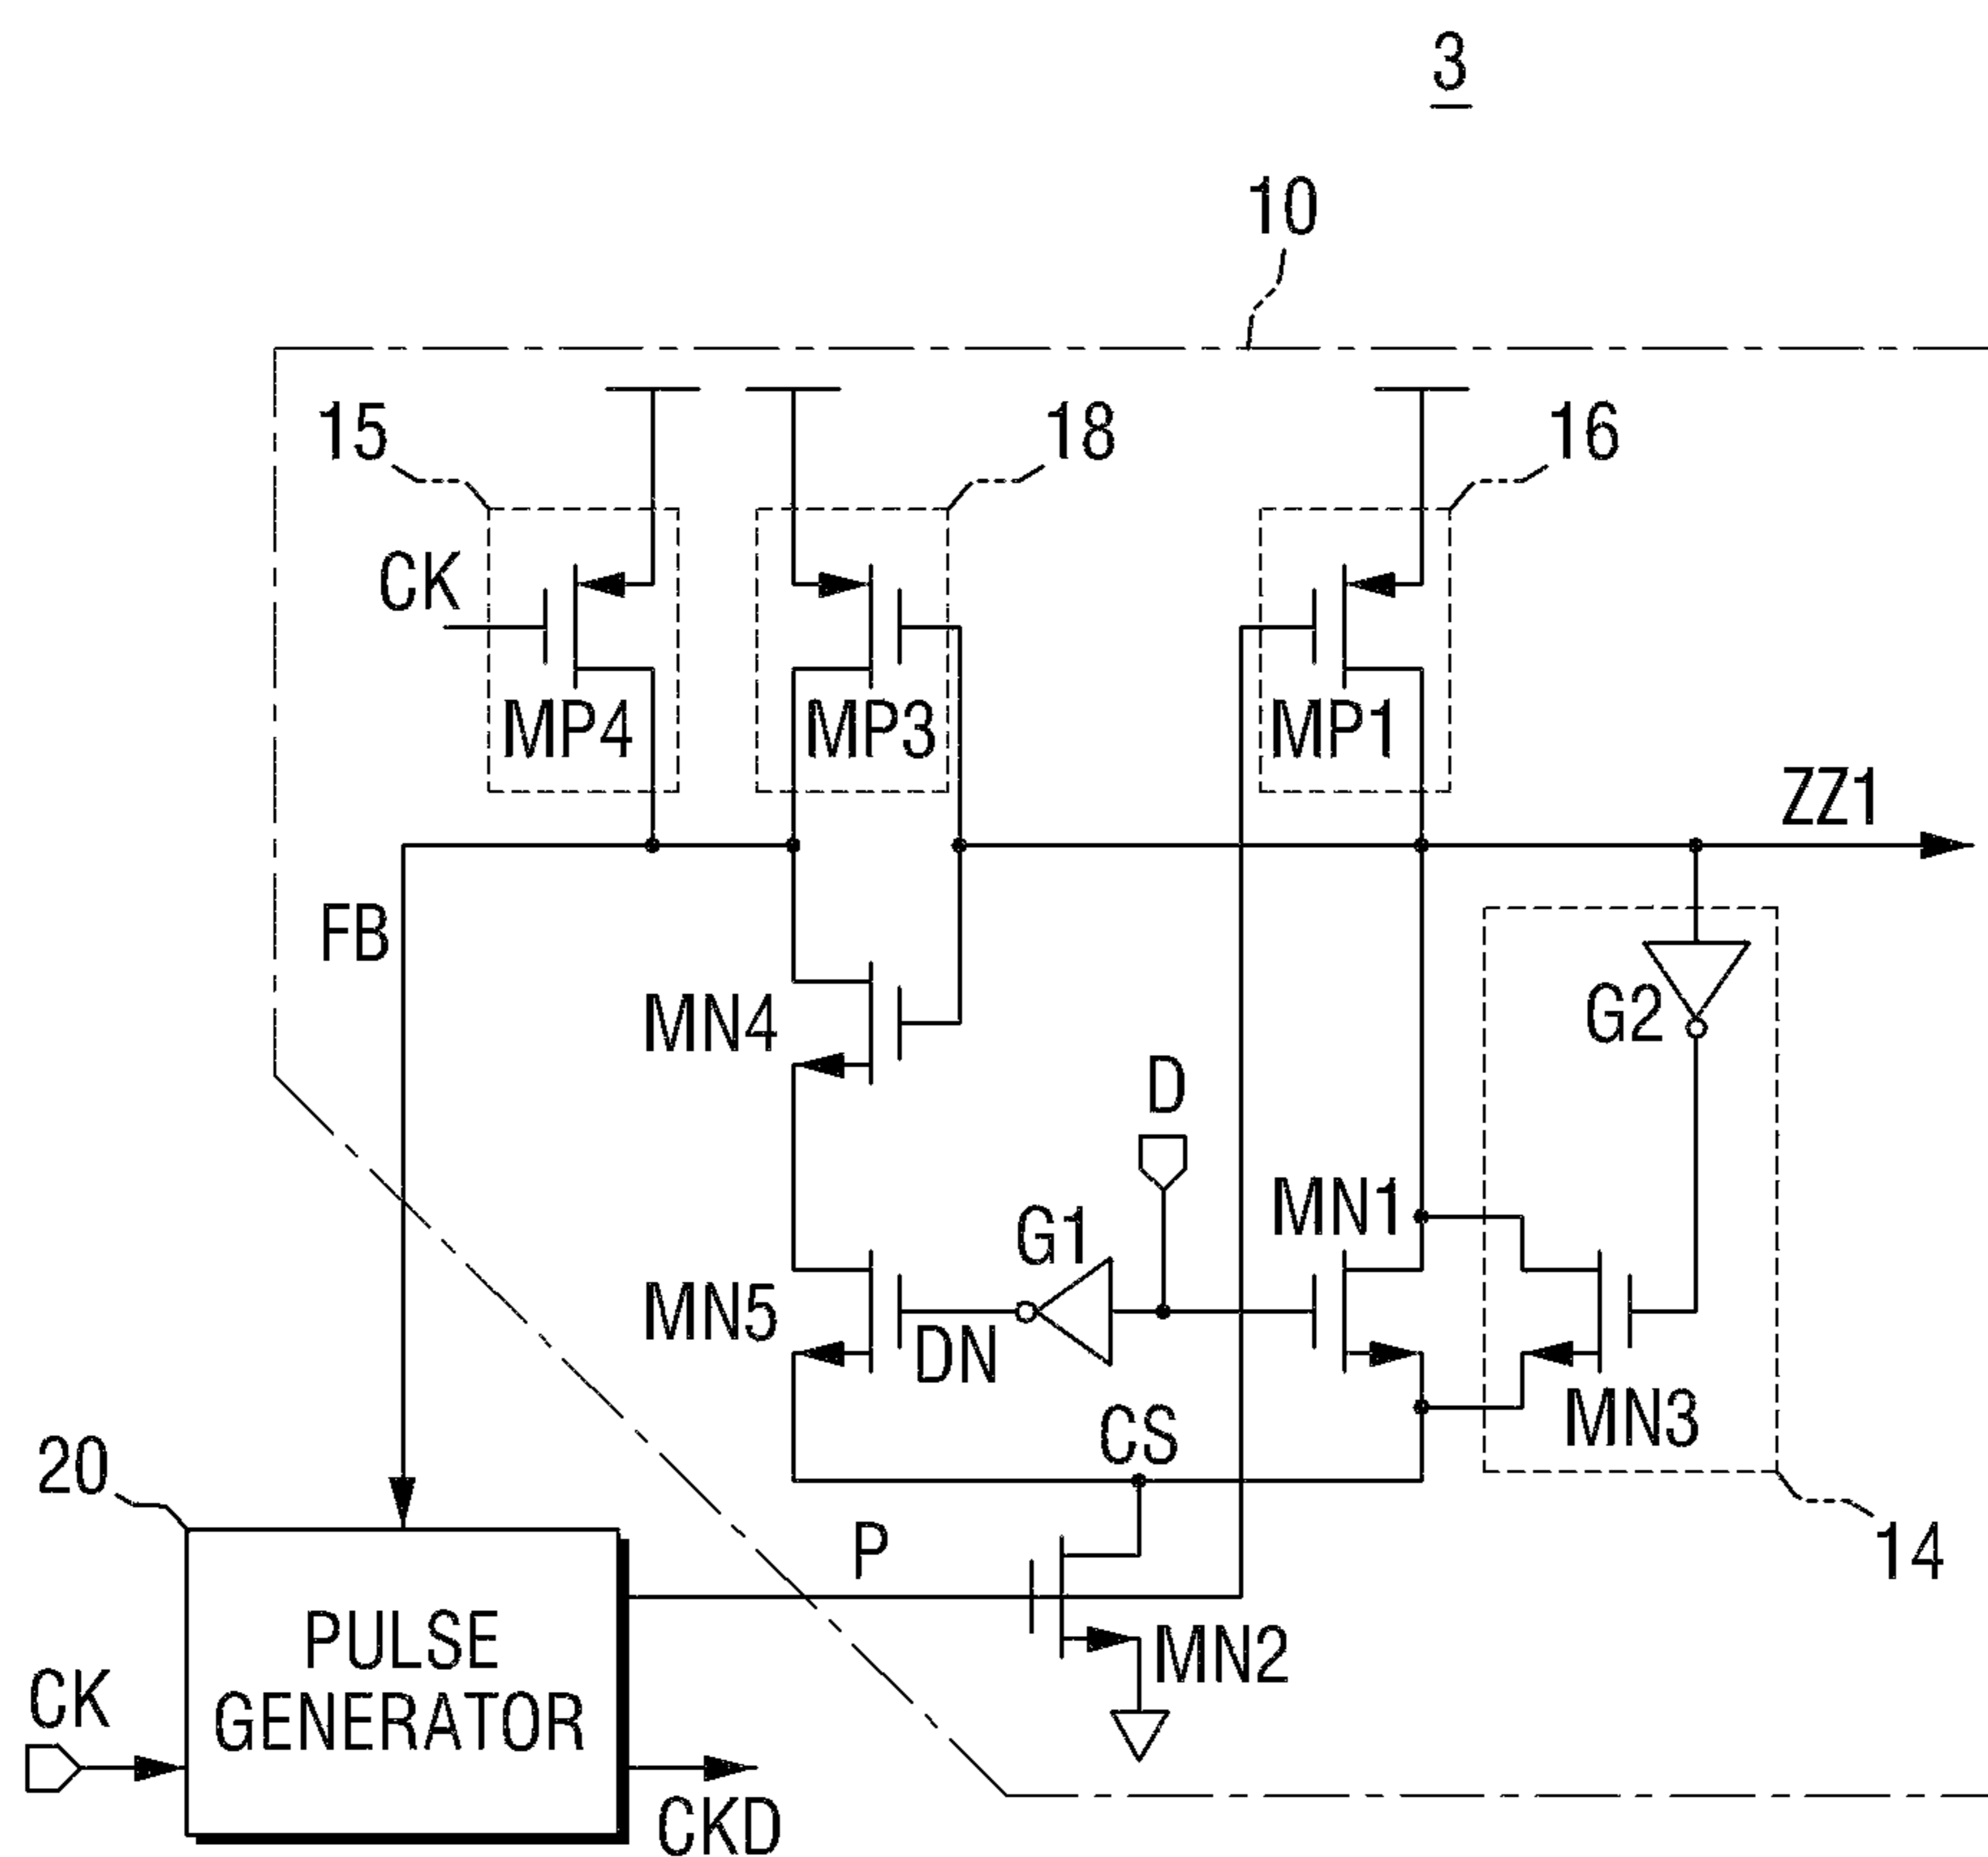 3
10
15
18
16
CK
MP4
MP3
MP1
ZZ1
FB
G2
MN4
D
MN1
G1
MN5
DN
MN3
CS
20
14
P
PULSE
GENERATOR
MN2
CK
CKD